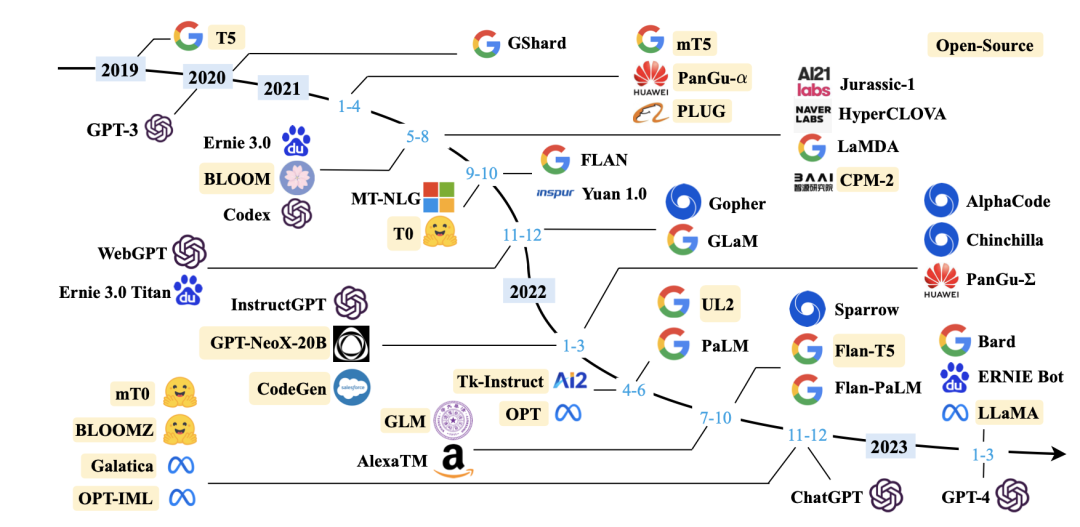 T5
GShard
mT5
Open-Source
2019
2020
2021
1-4
PanGu-α
HUAWEI
AI21
labs
Jurassic-1
PLUG
GPT-3
NAVER
LABS
HyperCLOVA
Ernie 3.0
du
5-8
LaMDA
BLOOM
9-10
FLAN
BAAI
智源研究院
CPM-2
MT-NLG
inspur
Yuan 1.0
Codex
Gopher
AlphaCode
T0
11-12
GLaM
Chinchilla
WebGPT
PanGu-Σ
HUAWEI
Ernie 3.0 Titan
du
2022
InstructGPT
UL2
Sparrow
GPT-NeoX-20B
1-3
PaLM
Flan-T5
Bard
CodeGen
salesforce
Tk-Instruct
Ai2
4-6
Flan-PaLM
ERNIE Bot
du
mT0
OPT
LLaMA
BLOOMZ
GLM
7-10
11-12
2023
1-3
Galatica
AlexaTM
a
OPT-IML
ChatGPT
GPT-4